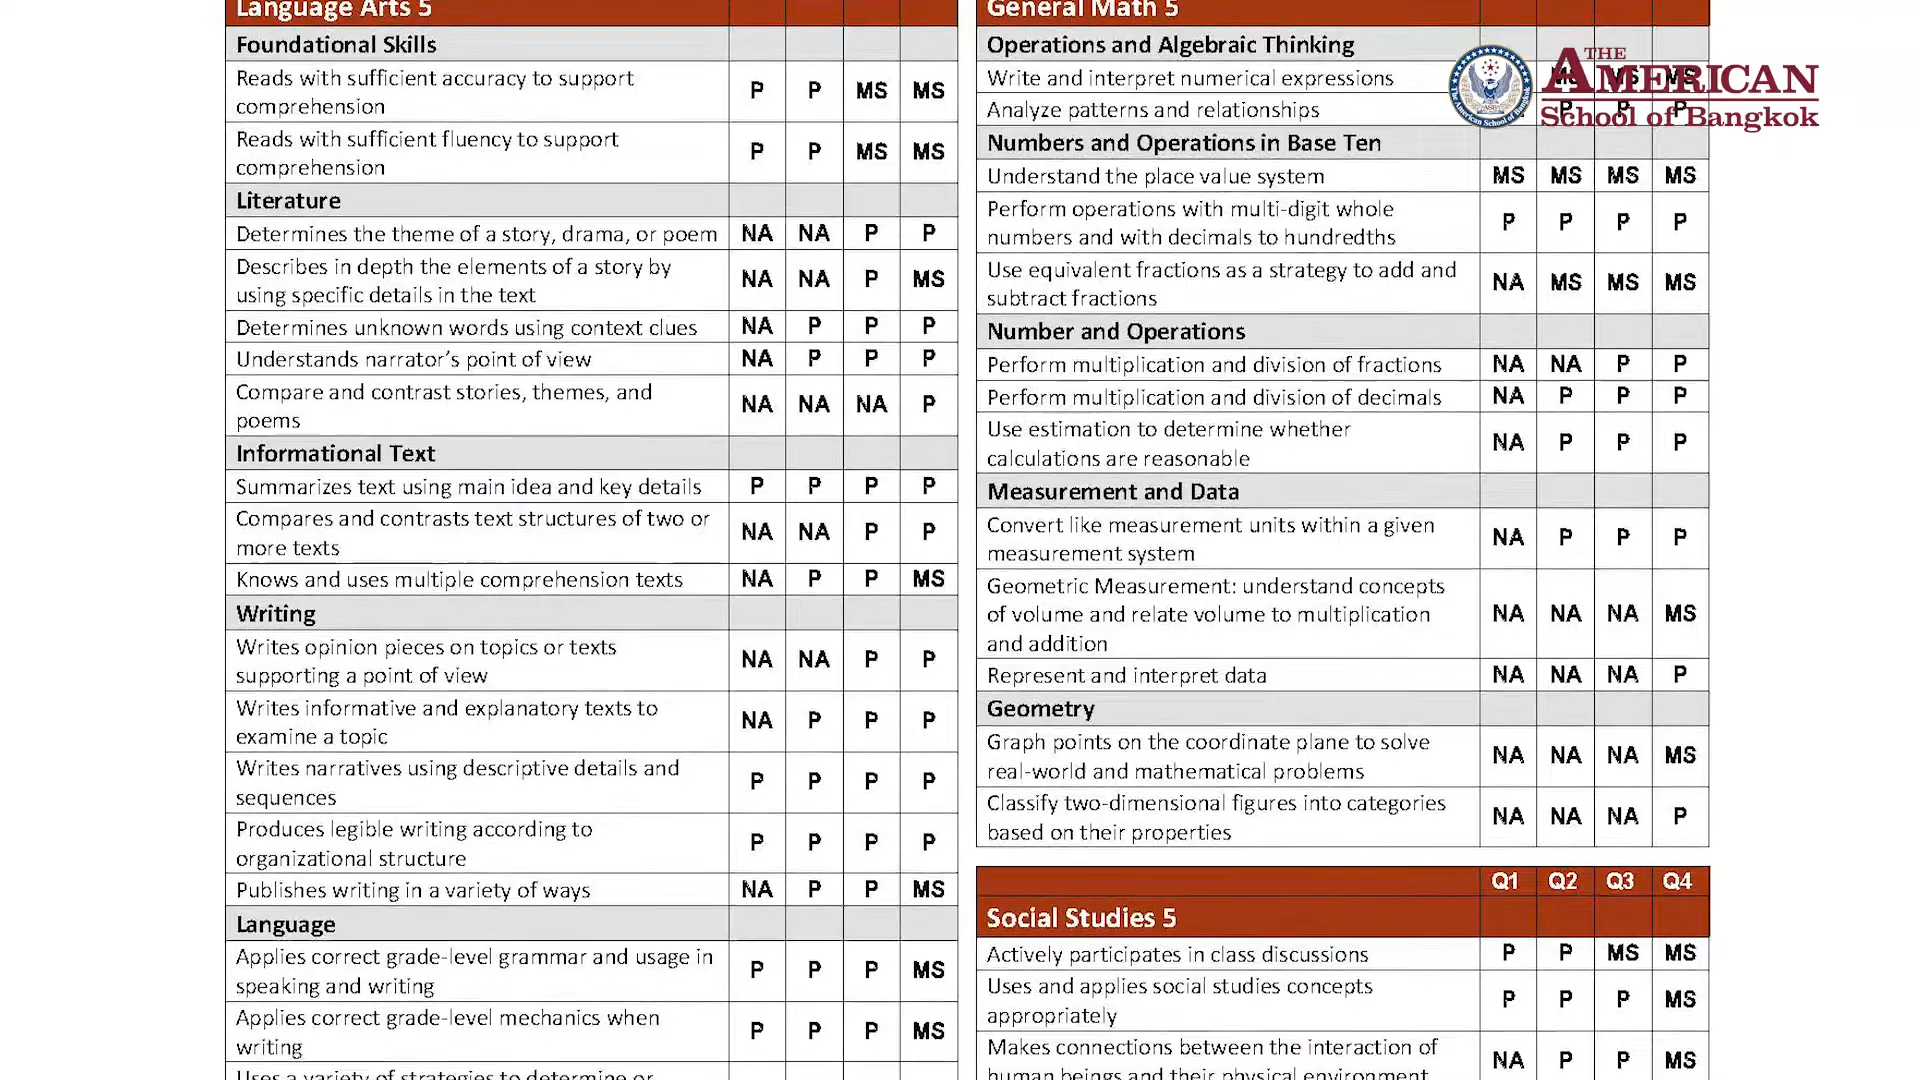 Language Arts 5
Foundational Skills
Reads with sufficient accuracy to support
comprehension
P P MS MS
Reads with sufficient fluency to support
comprehension
P P MS MS
Literature
Determines the theme of a story, drama, or poem NA NA P P
Describes in depth the elements of a story by
using specific details in the text
NA NA P MS
Determines unknown words using context clues NA P P P
Understands narrator's point of view NA P P P
Compare and contrast stories, themes, and
poems
NA NA NA P
Informational Text
Summarizes text using main idea and key details P P P P
Compares and contrasts text structures of two or
more texts
NA NA P P
Knows and uses multiple comprehension texts NA P P MS
Writing
Writes opinion pieces on topics or texts
supporting a point of view
NA NA P P
Writes informative and explanatory texts to
examine a topic
NA P P P
Writes narratives using descriptive details and
sequences
P P P P
Produces legible writing according to
organizational structure
P P P P
Publishes writing in a variety of ways NA P P MS
Language
Applies correct grade-level grammar and usage in
speaking and writing
P P P MS
Applies correct grade-level mechanics when
writing
P P P MS
Uses a variety of strategies to determine or
General Math 5
Operations and Algebraic Thinking
Write and interpret numerical expressions
Analyze patterns and relationships P P P
Numbers and Operations in Base Ten
Understand the place value system MS MS MS MS
Perform operations with multi-digit whole
numbers and with decimals to hundredths
P P P P
Use equivalent fractions as a strategy to add and
subtract fractions
NA MS MS MS
Number and Operations
Perform multiplication and division of fractions NA NA P P
Perform multiplication and division of decimals NA P P P
Use estimation to determine whether
calculations are reasonable
NA P P P
Measurement and Data
Convert like measurement units within a given
measurement system
NA P P P
Geometric Measurement: understand concepts
of volume and relate volume to multiplication
and addition
NA NA NA MS
Represent and interpret data NA NA NA P
Geometry
Graph points on the coordinate plane to solve
real-world and mathematical problems
NA NA NA MS
Classify two-dimensional figures into categories
based on their properties
NA NA NA P
Q1 Q2 Q3 Q4
Social Studies 5
Actively participates in class discussions P P MS MS
Uses and applies social studies concepts
appropriately
P P P MS
Makes connections between the interaction of
human beings and their physical environment
NA P P MS
THE
AMERICAN
School of Bangkok